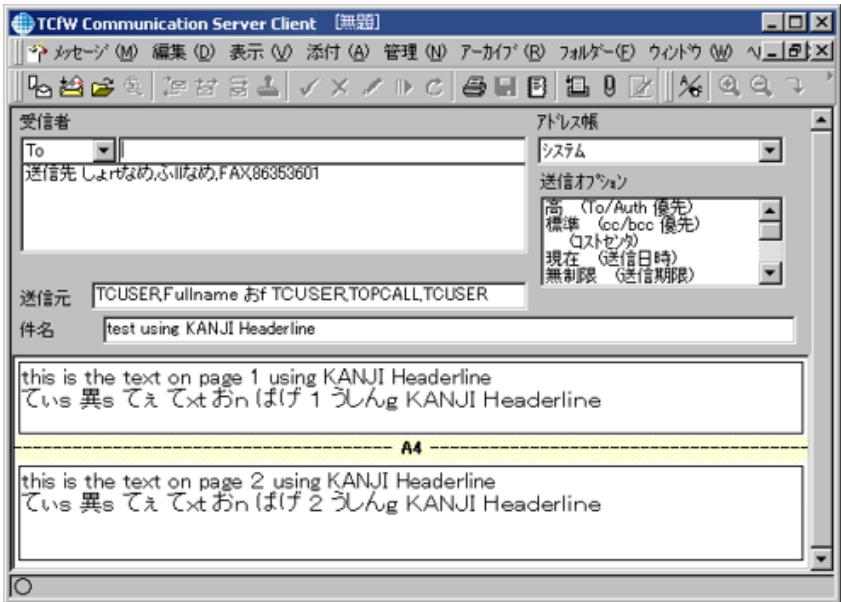 TCfW Communication Server Client [無題]
メッセージ (M) 編集 (D) 表示 (V) 添付 (A) 管理 (N) アーカイブ (R) フォルダー(F) ウィンドウ (W) ヘ
受信者
アドレス帳
To
システム
送信先 しょrtなめ,ふllなめ,FAX,86353601
送信オプション
高 (To/Auth 優先)
標準 (cc/bcc 優先)
(コストセンタ)
現在 (送信日時)
無制限 (送信期限)
送信元 TCUSER,Fullname おf TCUSER,TOPCALL,TCUSER
件名 test using KANJI Headerline
this is the text on page 1 using KANJI Headerline
てぃs 異s てぇ てxt おn ぱげ 1 うしんg KANJI Headerline
A4
this is the text on page 2 using KANJI Headerline
てぃs 異s てぇ てxt おn ぱげ 2 うしんg KANJI Headerline